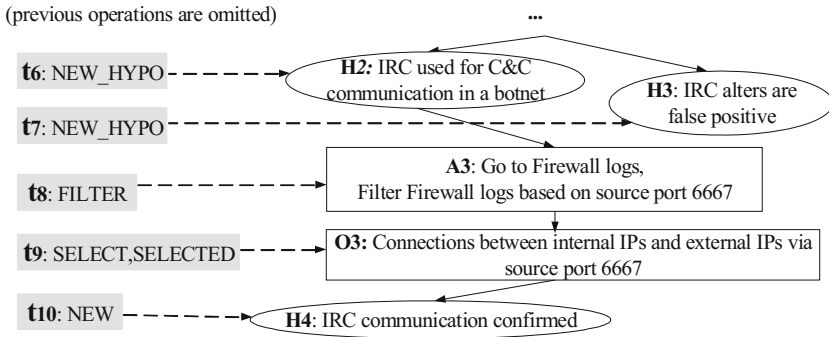 (previous operations are omitted)
...
t6: NEW_HYPO
H2: IRC used for C&C
communication in a botnet
H3: IRC alters are
false positive
t7: NEW_HYPO
A3: Go to Firewall logs,
Filter Firewall logs based on source port 6667
t8: FILTER
t9: SELECT,SELECTED
O3: Connections between internal IPs and external IPs via
source port 6667
t10: NEW
H4: IRC communication confirmed